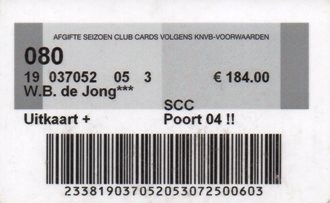 AFGIFTE SEIZOEN CLUB CARDS VOLGENS KNVB-VOORWAARDEN
080
19 037052 05 3 € 184.00
W.B. de Jong***
SCC
Uitkaart + Poort 04 !!
233819037052053072500603